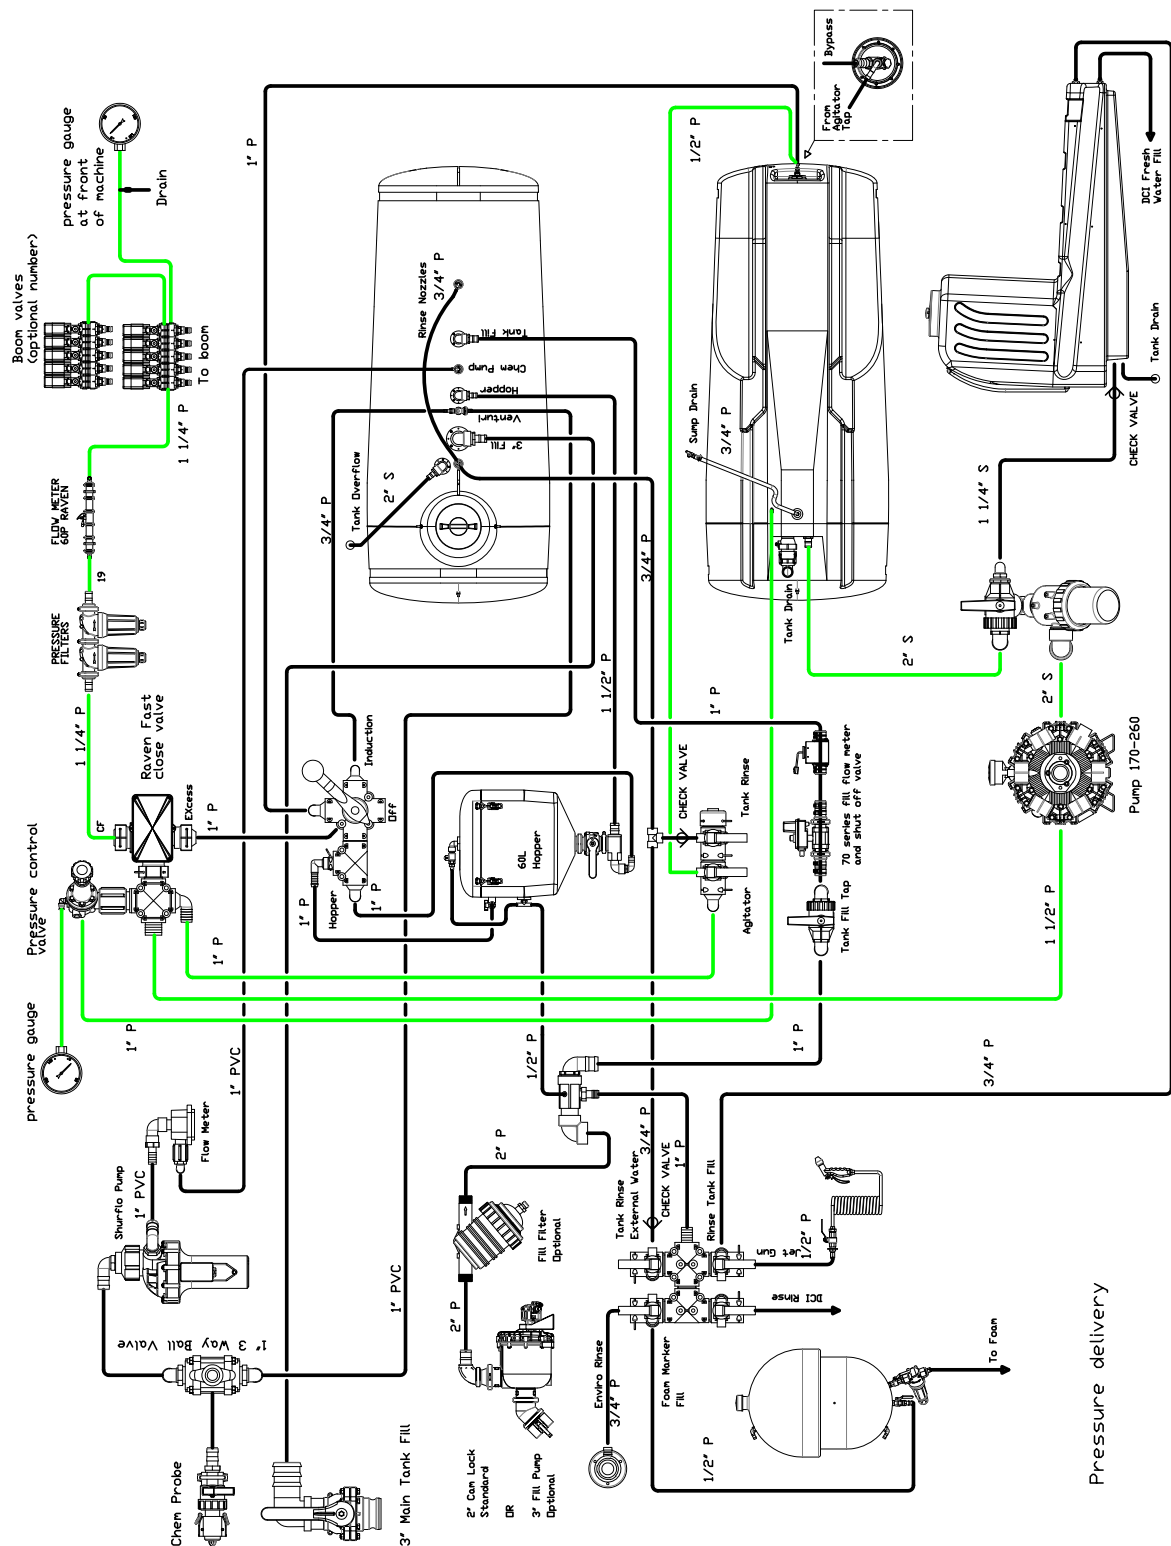 Boom valves
(optional number)
To boom
pressure gauge
at front
of machine
Drain
1 1/4" P
FLOW METER
60P RAVEN
19
PRESSURE
FILTERS
1 1/4" P
Raven Fast
close valve
CF
EXcess
1" P
Pressure control
valve
pressure gauge
1" P
1" P
1" PVC
Flow Meter
Shurflo Pump
1" PVC
1" 3 Way Ball Valve
1" PVC
Chem Probe
3" Main Tank Fill
1" P
3/4" P
Induction
Off
Hopper
1" P
1" P
Tank Overflow
2" S
Rinse Nozzles
3/4" P
Tank Fill
Chem Pump
Hopper
Venturi
3" Fill
1 1/2" P
60L
Hopper
3/4" P
CHECK VALVE
Tank Rinse
Agitator
1/2" P
Bypass
From
Agitator
Tap
Sump Drain
3/4" P
Tank Drain
2" S
1" P
70 series fill flow meter
and shut off valve
Tank Fill Tap
1" P
DCI Fresh
Water Fill
Tank Drain
CHECK VALVE
1 1/4" S
2" S
Pump 170-260
1 1/2" P
3/4" P
1/2" P
2" P
Fill Filter
Optional
2" P
2" Cam Lock
Standard
OR
3" Fill Pump
Optional
3/4" P
Tank Rinse
External Water
CHECK VALVE
1" P
Rinse Tank Fill
Jet Gun
1/2" P
DCI Rinse
Enviro Rinse
3/4" P
Foam Marker
Fill
1/2" P
To Foam
Pressure delivery